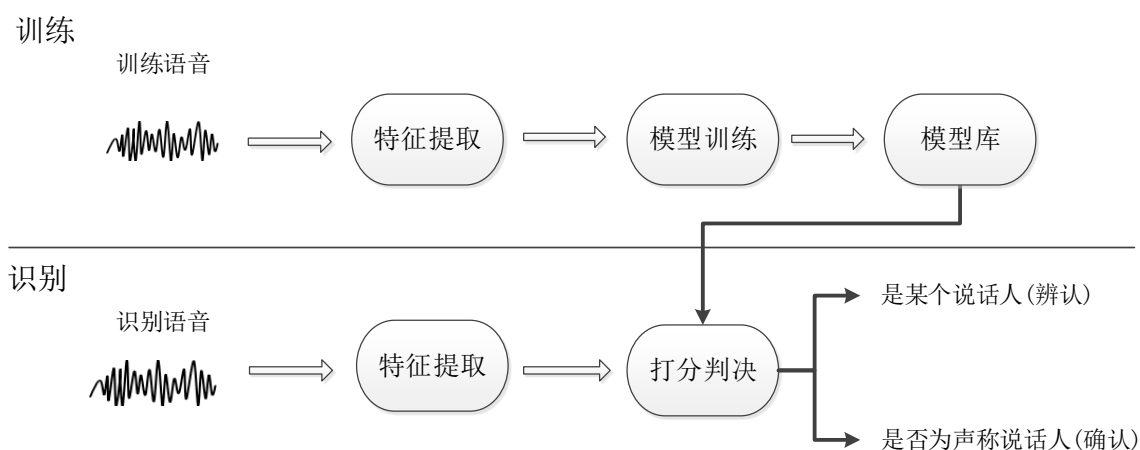 训练
训练语音
特征提取
模型训练
模型库
识别
识别语音
特征提取
打分判决
是某个说话人(辨认)
是否为声称说话人(确认)